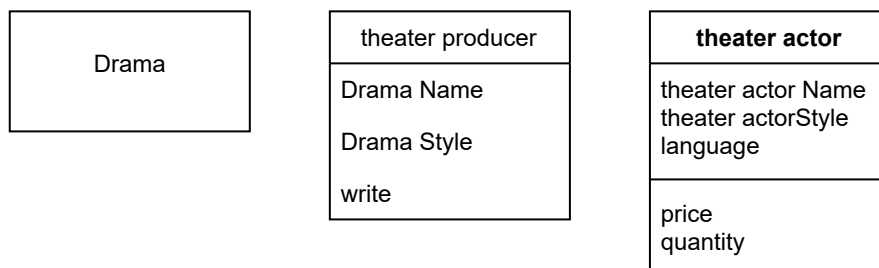 Drama
theater producer
Drama Name
Drama Style
write
theater actor
theater actor Name
theater actorStyle
language
price
quantity